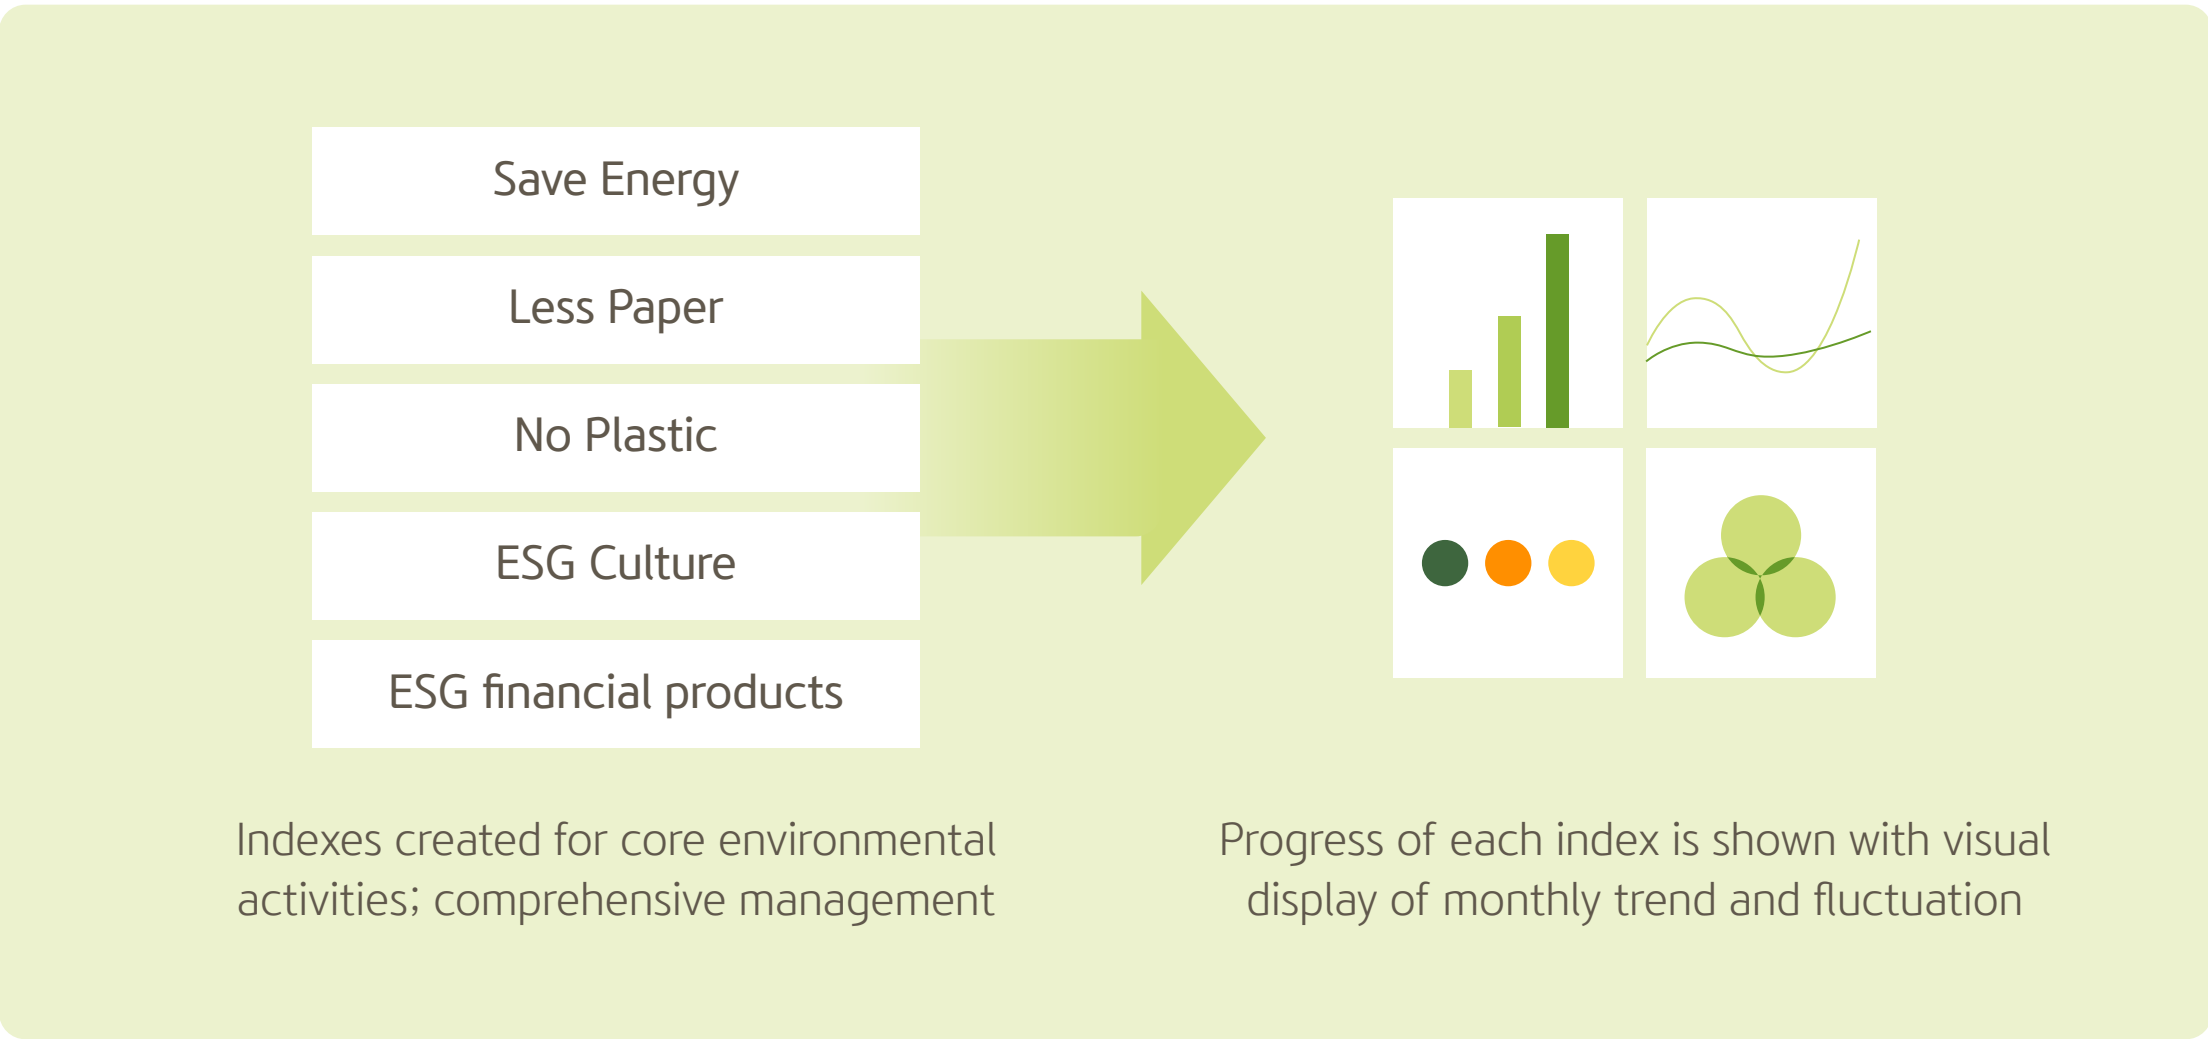 Save Energy
Less Paper
No Plastic
ESG Culture
ESG financial products
Indexes created for core environmental
activities; comprehensive management
Progress of each index is shown with visual
display of monthly trend and fluctuation